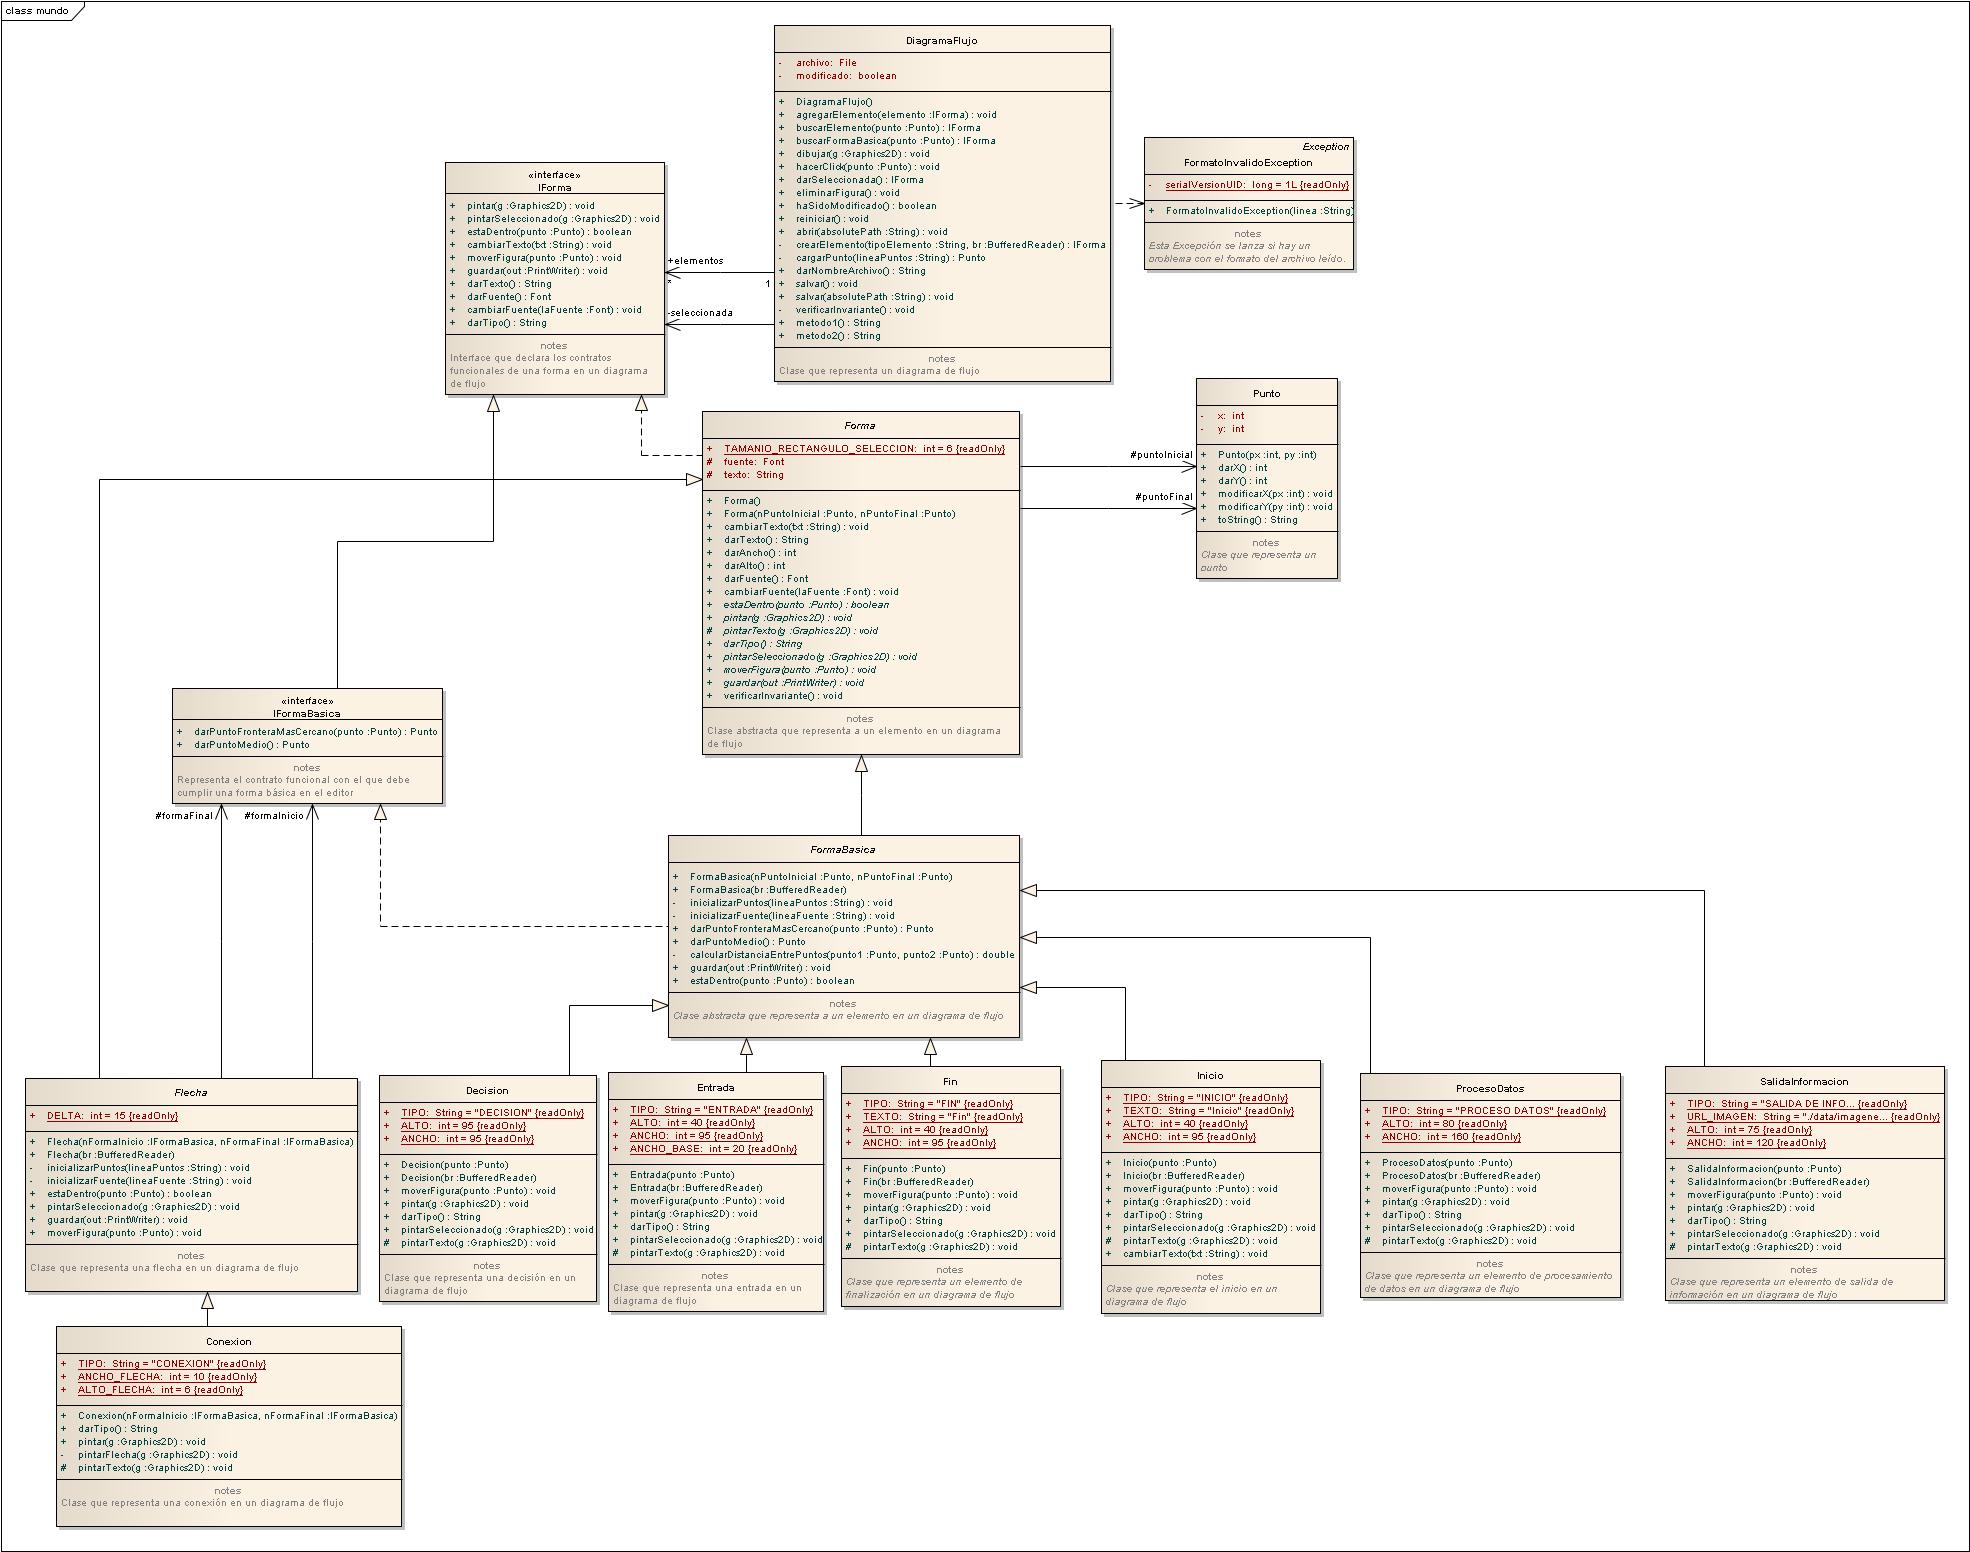 class mundo
DiagramaFlujo
- archivo: File
- modificado: boolean
+ DiagramaFlujo()
+ agregarElemento(elemento :IForma) : void
+ buscarElemento(punto :Punto) : IForma
+ buscarFormaBasica(punto :Punto) : IForma
+ dibujar(g :Graphics2D) : void
+ hacerClick(punto :Punto) : void
+ darSeleccionada() : IForma
+ eliminarFigura() : void
+ haSidoModificado() : boolean
+ reiniciar() : void
+ abrir(absolutePath :String) : void
- crearElemento(tipoElemento :String, br :BufferedReader) : IForma
- cargarPunto(lineaPuntos :String) : Punto
+ darNombreArchivo() : String
+ salvar() : void
+ salvar(absolutePath :String) : void
- verificarInvariante() : void
+ metodo1() : String
+ metodo2() : String
notes
Clase que representa un diagrama de flujo
Exception
FormatoInvalidoException
- serialVersionUID: long = 1L {readOnly}
+ FormatoInvalidoException(linea :String)
notes
Esta Excepción se lanza si hay un
problema con el formato del archivo leído.
«interface»
IForma
+ pintar(g :Graphics2D) : void
+ pintarSeleccionado(g :Graphics2D) : void
+ estaDentro(punto :Punto) : boolean
+ cambiarTexto(txt :String) : void
+ moverFigura(punto :Punto) : void
+ guardar(out :PrintWriter) : void
+ darTexto() : String
+ darFuente() : Font
+ cambiarFuente(laFuente :Font) : void
+ darTipo() : String
notes
Interface que declara los contratos
funcionales de una forma en un diagrama
de flujo
+elementos
* 1
-seleccionada
Forma
+ TAMANIO_RECTANGULO_SELECCION: int = 6 {readOnly}
# fuente: Font
# texto: String
+ Forma()
+ Forma(nPuntoInicial :Punto, nPuntoFinal :Punto)
+ cambiarTexto(txt :String) : void
+ darTexto() : String
+ darAncho() : int
+ darAlto() : int
+ darFuente() : Font
+ cambiarFuente(laFuente :Font) : void
+ estaDentro(punto :Punto) : boolean
+ pintar(g :Graphics2D) : void
# pintarTexto(g :Graphics2D) : void
+ darTipo() : String
+ pintarSeleccionado(g :Graphics2D) : void
+ moverFigura(punto :Punto) : void
+ guardar(out :PrintWriter) : void
+ verificarInvariante() : void
notes
Clase abstracta que representa a un elemento en un diagrama
de flujo
#puntoInicial
#puntoFinal
Punto
- x: int
- y: int
+ Punto(px :int, py :int)
+ darX() : int
+ darY() : int
+ modificarX(px :int) : void
+ modificarY(py :int) : void
+ toString() : String
notes
Clase que representa un
punto
«interface»
IFormaBasica
+ darPuntoFronteraMasCercano(punto :Punto) : Punto
+ darPuntoMedio() : Punto
notes
Representa el contrato funcional con el que debe
cumplir una forma básica en el editor
#formaFinal
#formaInicio
FormaBasica
+ FormaBasica(nPuntoInicial :Punto, nPuntoFinal :Punto)
+ FormaBasica(br :BufferedReader)
- inicializarPuntos(lineaPuntos :String) : void
- inicializarFuente(lineaFuente :String) : void
+ darPuntoFronteraMasCercano(punto :Punto) : Punto
+ darPuntoMedio() : Punto
- calcularDistanciaEntrePuntos(punto1 :Punto, punto2 :Punto) : double
+ guardar(out :PrintWriter) : void
+ estaDentro(punto :Punto) : boolean
notes
Clase abstracta que representa a un elemento en un diagrama de flujo
Flecha
+ DELTA: int = 15 {readOnly}
+ Flecha(nFormaInicio :IFormaBasica, nFormaFinal :IFormaBasica)
+ Flecha(br :BufferedReader)
- inicializarPuntos(lineaPuntos :String) : void
- inicializarFuente(lineaFuente :String) : void
+ estaDentro(punto :Punto) : boolean
+ pintarSeleccionado(g :Graphics2D) : void
+ guardar(out :PrintWriter) : void
+ moverFigura(punto :Punto) : void
notes
Clase que representa una flecha en un diagrama de flujo
Decision
+ TIPO: String = "DECISION" {readOnly}
+ ALTO: int = 95 {readOnly}
+ ANCHO: int = 95 {readOnly}
+ Decision(punto :Punto)
+ Decision(br :BufferedReader)
+ moverFigura(punto :Punto) : void
+ pintar(g :Graphics2D) : void
+ darTipo() : String
+ pintarSeleccionado(g :Graphics2D) : void
# pintarTexto(g :Graphics2D) : void
notes
Clase que representa una decisión en un
diagrama de flujo
Entrada
+ TIPO: String = "ENTRADA" {readOnly}
+ ALTO: int = 40 {readOnly}
+ ANCHO: int = 95 {readOnly}
+ ANCHO_BASE: int = 20 {readOnly}
+ Entrada(punto :Punto)
+ Entrada(br :BufferedReader)
+ moverFigura(punto :Punto) : void
+ pintar(g :Graphics2D) : void
+ darTipo() : String
+ pintarSeleccionado(g :Graphics2D) : void
# pintarTexto(g :Graphics2D) : void
notes
Clase que representa una entrada en un
diagrama de flujo
Fin
+ TIPO: String = "FIN" {readOnly}
+ TEXTO: String = "Fin" {readOnly}
+ ALTO: int = 40 {readOnly}
+ ANCHO: int = 95 {readOnly}
+ Fin(punto :Punto)
+ Fin(br :BufferedReader)
+ moverFigura(punto :Punto) : void
+ pintar(g :Graphics2D) : void
+ darTipo() : String
+ pintarSeleccionado(g :Graphics2D) : void
# pintarTexto(g :Graphics2D) : void
notes
Clase que representa un elemento de
finalización en un diagrama de flujo
Inicio
+ TIPO: String = "INICIO" {readOnly}
+ TEXTO: String = "Inicio" {readOnly}
+ ALTO: int = 40 {readOnly}
+ ANCHO: int = 95 {readOnly}
+ Inicio(punto :Punto)
+ Inicio(br :BufferedReader)
+ moverFigura(punto :Punto) : void
+ pintar(g :Graphics2D) : void
+ darTipo() : String
+ pintarSeleccionado(g :Graphics2D) : void
# pintarTexto(g :Graphics2D) : void
+ cambiarTexto(txt :String) : void
notes
Clase que representa el inicio en un
diagrama de flujo
ProcesoDatos
+ TIPO: String = "PROCESO DATOS" {readOnly}
+ ALTO: int = 80 {readOnly}
+ ANCHO: int = 160 {readOnly}
+ ProcesoDatos(punto :Punto)
+ ProcesoDatos(br :BufferedReader)
+ moverFigura(punto :Punto) : void
+ pintar(g :Graphics2D) : void
+ darTipo() : String
+ pintarSeleccionado(g :Graphics2D) : void
# pintarTexto(g :Graphics2D) : void
notes
Clase que representa un elemento de procesamiento
de datos en un diagrama de flujo
SalidaInformacion
+ TIPO: String = "SALIDA DE INFO... {readOnly}
+ URL_IMAGEN: String = "./data/imagene... {readOnly}
+ ALTO: int = 75 {readOnly}
+ ANCHO: int = 120 {readOnly}
+ SalidaInformacion(punto :Punto)
+ SalidaInformacion(br :BufferedReader)
+ moverFigura(punto :Punto) : void
+ pintar(g :Graphics2D) : void
+ darTipo() : String
+ pintarSeleccionado(g :Graphics2D) : void
# pintarTexto(g :Graphics2D) : void
notes
Clase que representa un elemento de salida de
información en un diagrama de flujo
Conexion
+ TIPO: String = "CONEXION" {readOnly}
+ ANCHO_FLECHA: int = 10 {readOnly}
+ ALTO_FLECHA: int = 6 {readOnly}
+ Conexion(nFormaInicio :IFormaBasica, nFormaFinal :IFormaBasica)
+ darTipo() : String
+ pintar(g :Graphics2D) : void
- pintarFlecha(g :Graphics2D) : void
# pintarTexto(g :Graphics2D) : void
notes
Clase que representa una conexión en un diagrama de flujo